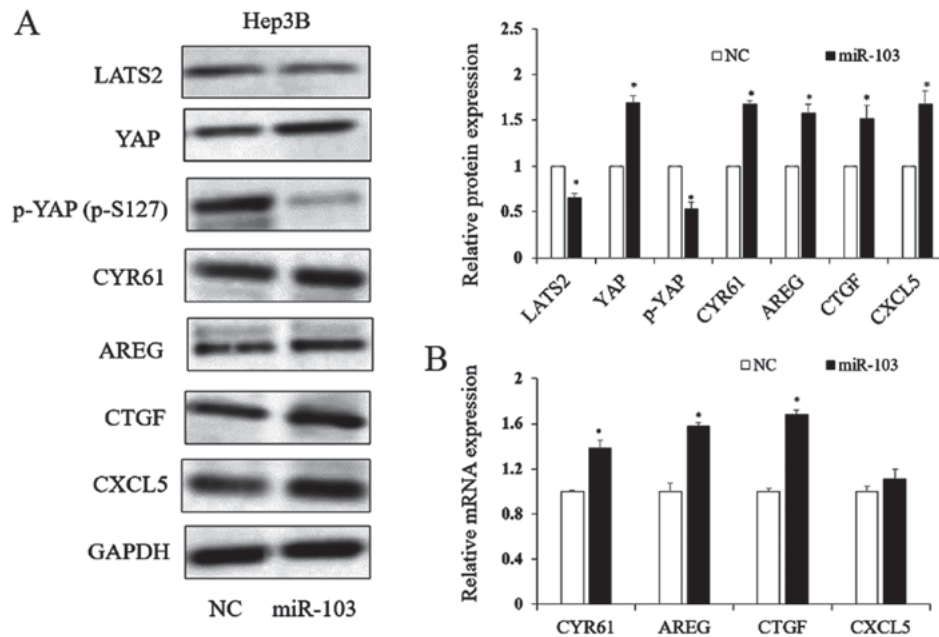 A
Hep3B
LATS2
YAP
p-YAP (p-S127)
CYR61
AREG
CTGF
CXCL5
GAPDH
NC miR-103
Relative protein expression
NC miR-103
2
1.5
1
0.5
0
* * * * * * *
LATS2 YAP p-YAP CYR61 AREG CTGF CXCL5
B
Relative mRNA expression
NC miR-103
2
1.6
1.2
0.8
0.4
0
* * *
CYR61 AREG CTGF CXCL5